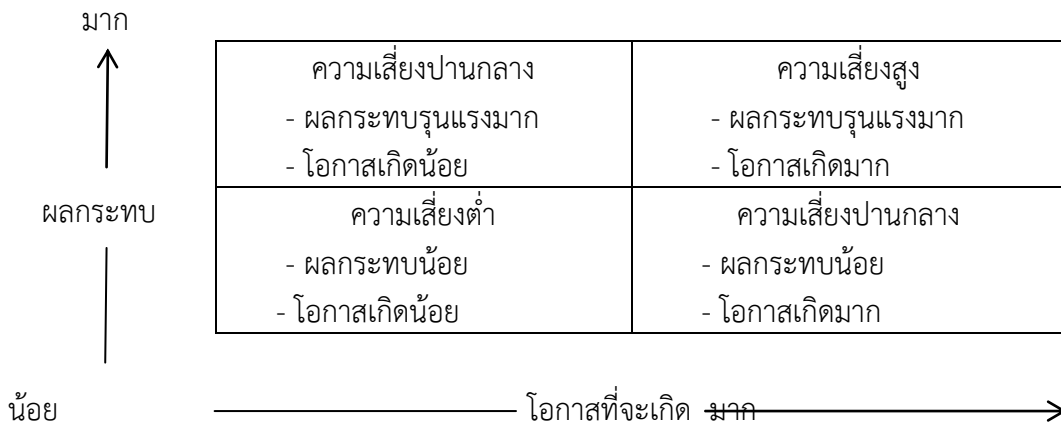 มาก
ความเสี่ยงปานกลาง
- ผลกระทบรุนแรงมาก
- โอกาสเกิดน้อย
ความเสี่ยงสูง
- ผลกระทบรุนแรงมาก
- โอกาสเกิดมาก
ผลกระทบ
ความเสี่ยงต่ำ
- ผลกระทบน้อย
- โอกาสเกิดน้อย
ความเสี่ยงปานกลาง
- ผลกระทบน้อย
- โอกาสเกิดมาก
น้อย
โอกาสที่จะเกิด มาก